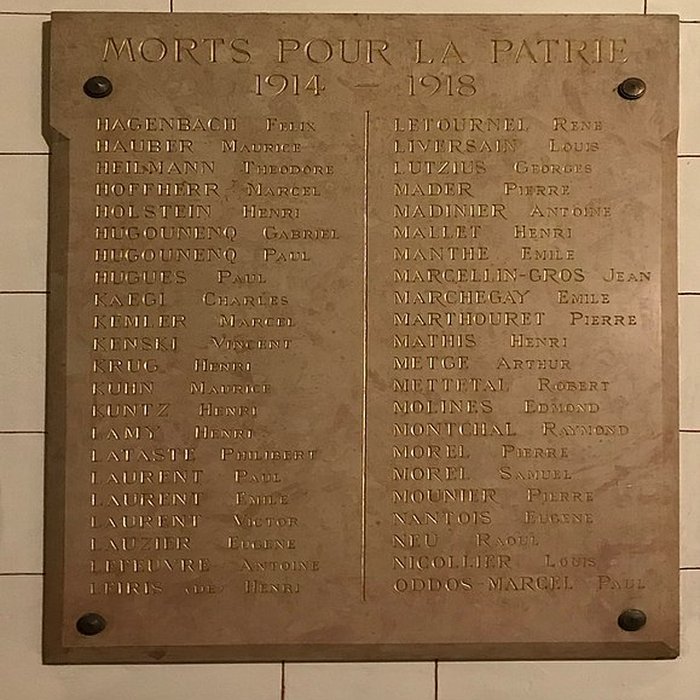 MORTS POUR LA PATRIE
1914 — 1918
HAGENBACH FELIX
HAUBER MAURICE
HEILMANN THEODORE
HOFFHERR MARCEL
HOLSTEIN HENRI
HUGOUNENQ GABRIEL
HUGOUNENQ PAUL
HUGUES PAUL
KAEGI CHARLES
KEMLER MARCEL
KENSKI VINCENT
KRUG HENRI
KUHN MAURICE
KUNTZ HENRI
LAMY HENRI
LATASTE PHILIBERT
LAURENT PAUL
LAURENT EMILE
LAURENT VICTOR
LAUZIER EUGENE
LEFEUVRE ANTOINE
LEIRIS (DE) HENRI
LETOURNEL RENE
LIVERSAIN LOUIS
LUTZIUS GEORGES
MADER PIERRE
MADINIER ANTOINE
MALLET HENRI
MANTHE EMILE
MARCELLIN-GROS JEAN
MARCHEGAY EMILE
MARTHOURET PIERRE
MATHIS HENRI
METGE ARTHUR
METTETAL ROBERT
MOLINES EDMOND
MONTCHAL RAYMOND
MOREL PIERRE
MOREL SAMUEL
MOUNIER PIERRE
NANTOIS EUGENE
NEU RAOUL
NICOLLIER LOUIS
ODDOS-MARCEL PAUL